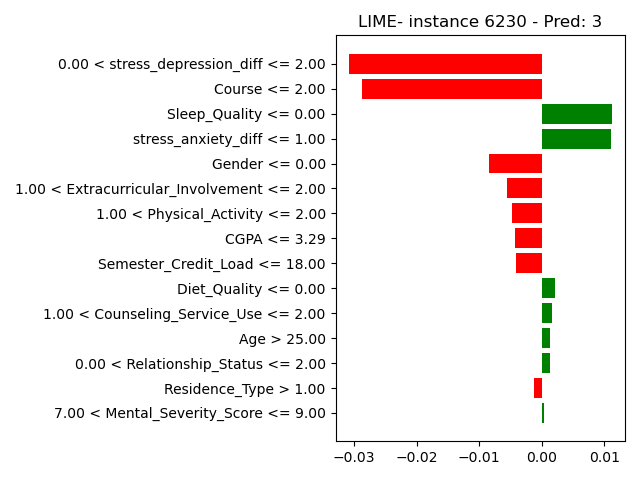 LIME- instance 6230 - Pred: 3
0.00 < stress_depression_diff <= 2.00
Course <= 2.00
Sleep_Quality <= 0.00
stress_anxiety_diff <= 1.00
Gender <= 0.00
1.00 < Extracurricular_Involvement <= 2.00
1.00 < Physical_Activity <= 2.00
CGPA <= 3.29
Semester_Credit_Load <= 18.00
Diet_Quality <= 0.00
1.00 < Counseling_Service_Use <= 2.00
Age > 25.00
0.00 < Relationship_Status <= 2.00
Residence_Type > 1.00
7.00 < Mental_Severity_Score <= 9.00
−0.03 −0.02 −0.01 0.00 0.01